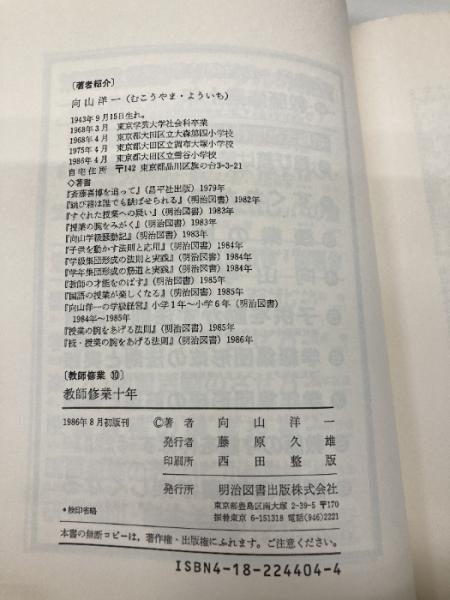 〔著者紹介〕
向山洋一(むこうやま・よういち)
1943年9月15日生れ。
1968年3月 東京学芸大学社会科卒業
1968年4月 東京都大田区立大森第四小学校
1975年4月 東京都大田区立調布大塚小学校
1986年4月 東京都大田区立雪谷小学校
自宅住所 〒142 東京都品川区旗の台3-3-21
◇著書
『斎藤喜博を追って』(昌平社出版) 1979年
『跳び箱は誰でも跳ばせられる』(明治図書) 1982年
『すぐれた授業への疑い』(明治図書) 1983年
『授業の腕をみがく』(明治図書) 1983年
『向山学級騒動記』(明治図書) 1983年
『子供を動かす法則と応用』(明治図書) 1984年
『学級集団形成の法則と実践』(明治図書) 1984年
『学年集団形成の筋道と実践』(明治図書) 1984年
『教師の才能をのばす』(明治図書) 1985年
『国語の授業が楽しくなる』(明治図書) 1985年
『向山洋一の学級経営』小学1年〜小学6年(明治図書)
1984年〜1985年
『授業の腕をあげる法則』(明治図書) 1985年
『続・授業の腕をあげる法則』(明治図書) 1986年
〔教師修業 ⑩〕
教師修業十年
1986年8月初版刊 ©著者 向山洋一
発行者 藤原久雄
印刷所 西田整版
発行所 明治図書出版株式会社
東京都豊島区南大塚2-39-5 〒170
*検印省略 振替東京6-151318 電話(946)2221
本書の無断コピーは、著作権・出版権にふれます。ご注意ください。
ISBN4-18-224404-4